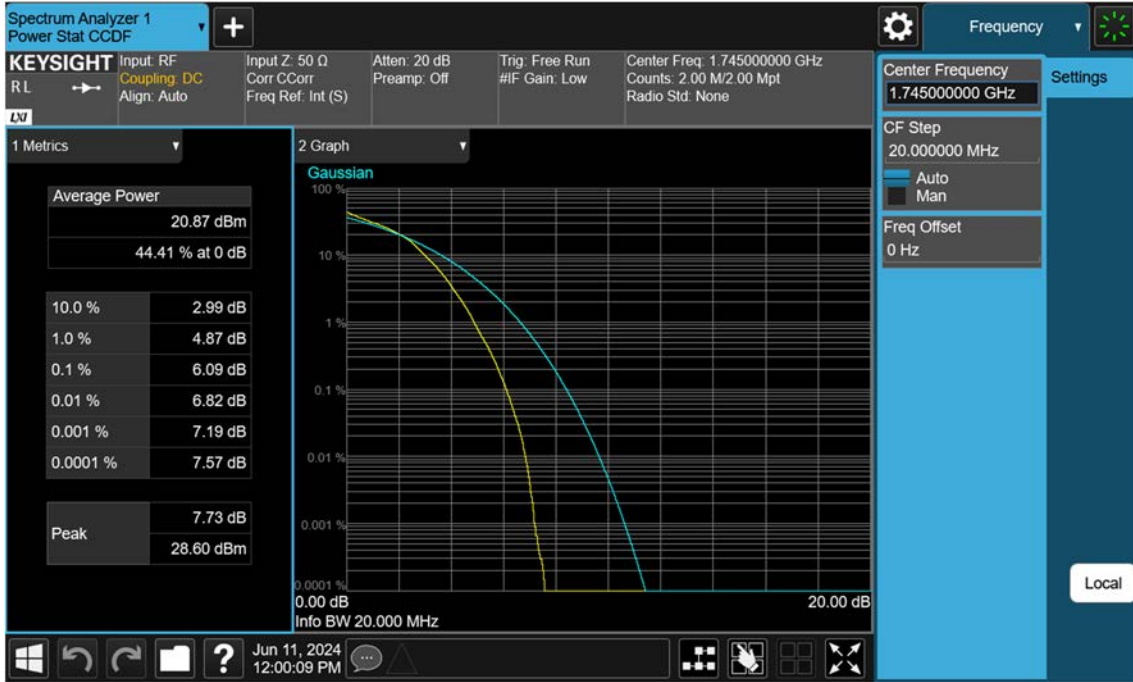 Spectrum Analyzer 1
Power Stat CCDF
+
Frequency
KEYSIGHT
R L
LXI
Input: RF
Coupling: DC
Align: Auto
Input Z: 50 Ω
Corr CCorr
Freq Ref: Int (S)
Atten: 20 dB
Preamp: Off
Trig: Free Run
#IF Gain: Low
Center Freq: 1.745000000 GHz
Counts: 2.00 M/2.00 Mpt
Radio Std: None
Center Frequency
1.745000000 GHz
Settings
CF Step
20.000000 MHz
Auto
Man
Freq Offset
0 Hz
Local
1 Metrics
Average Power
20.87 dBm
44.41 % at 0 dB
10.0 % 2.99 dB
1.0 % 4.87 dB
0.1 % 6.09 dB
0.01 % 6.82 dB
0.001 % 7.19 dB
0.0001 % 7.57 dB
Peak
7.73 dB
28.60 dBm
2 Graph
Gaussian
100 %
10 %
1 %
0.1 %
0.01 %
0.001 %
0.0001 %
0.00 dB 20.00 dB
Info BW 20.000 MHz
?
Jun 11, 2024
12:00:09 PM